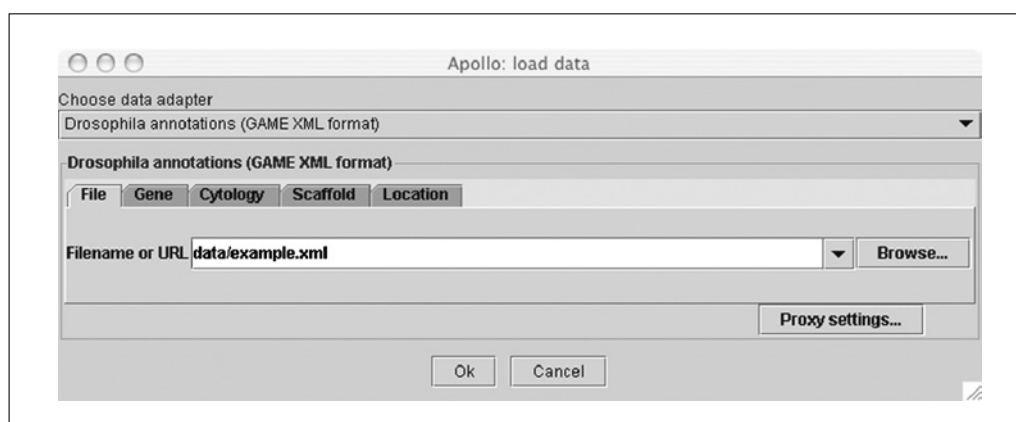 Apollo: load data
Choose data adapter
Drosophila annotations (GAME XML format)
Drosophila annotations (GAME XML format)
File Gene Cytology Scaffold Location
Filename or URL data/example.xml Browse...
Proxy settings...
Ok Cancel